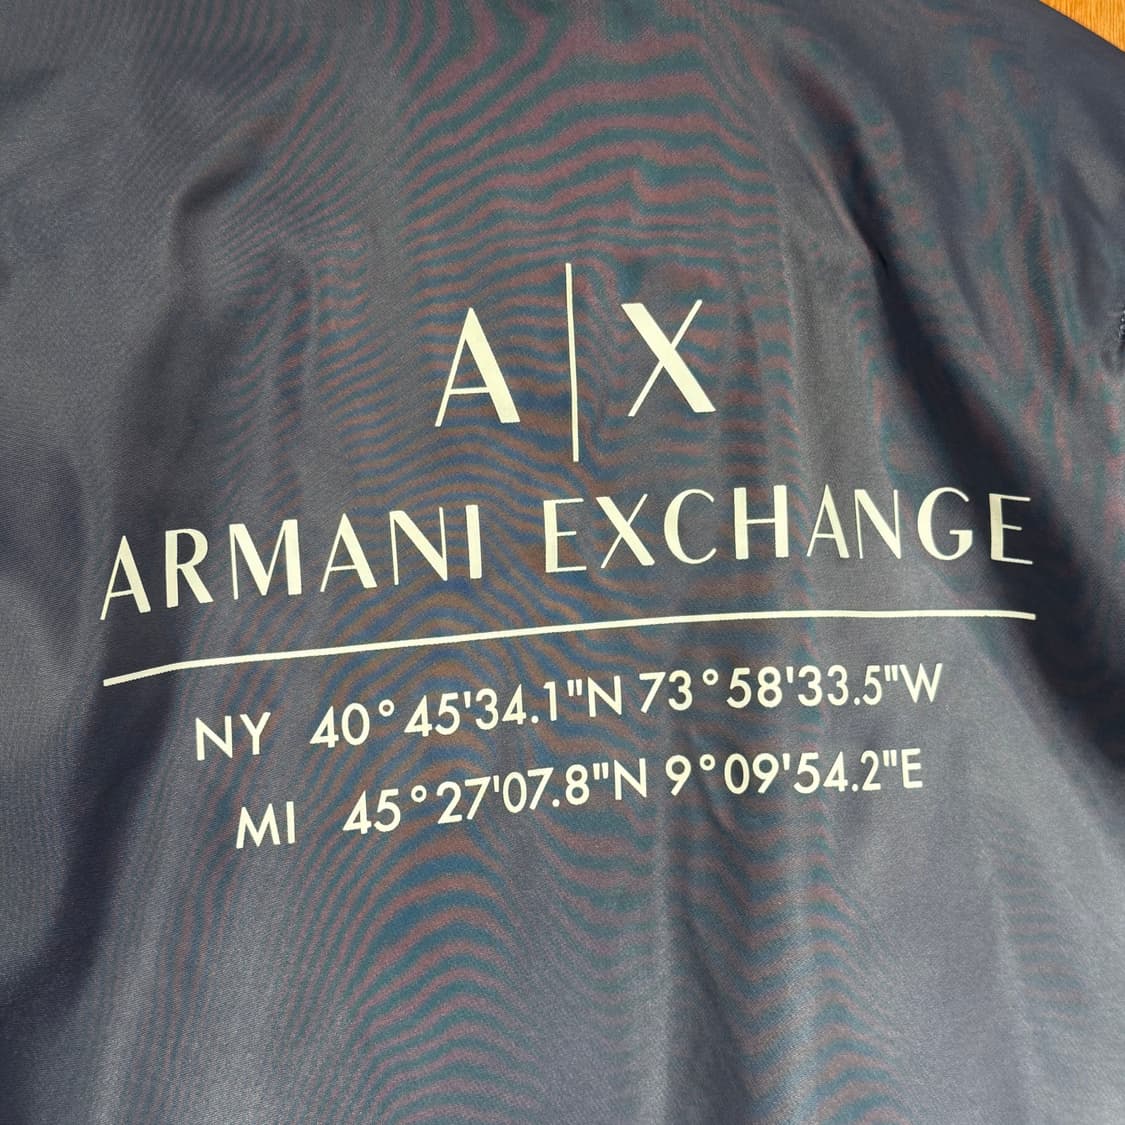 A|X
ARMANI EXCHANGE
NY 40°45'34.1"N 73°58'33.5"W
MI 45°27'07.8"N 9°09'54.2"E